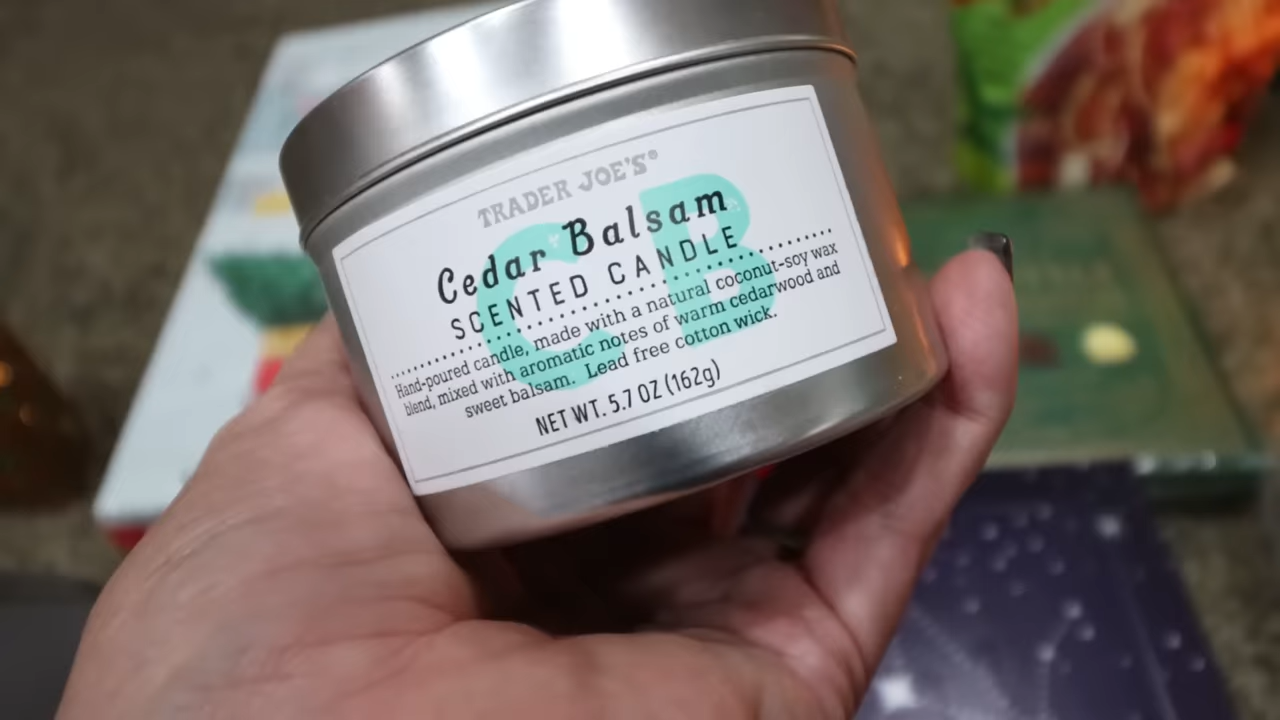 TRADER JOE'S®
Cedar Balsam
SCENTED CANDLE
Hand-poured candle, made with a natural coconut-soy wax
blend, mixed with aromatic notes of warm cedarwood and
sweet balsam. Lead free cotton wick.
NET WT. 5.7 OZ (162g)
CB